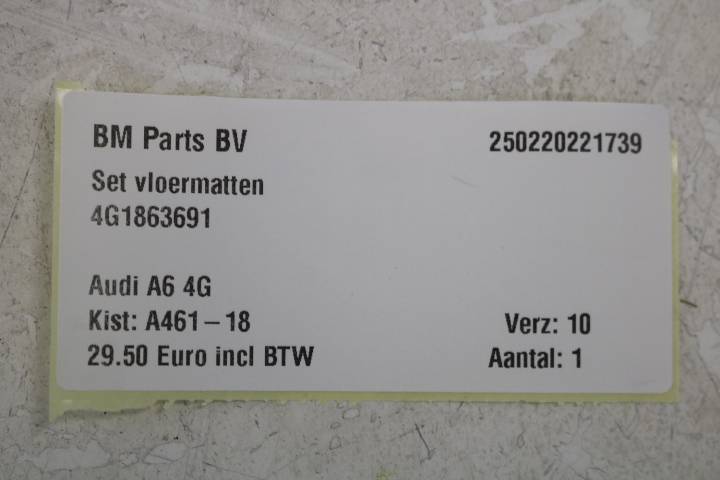 BM Parts BV 250220221739
Set vloermatten
4G1863691
Audi A6 4G
Kist: A461-18 Verz: 10
29.50 Euro incl BTW Aantal: 1